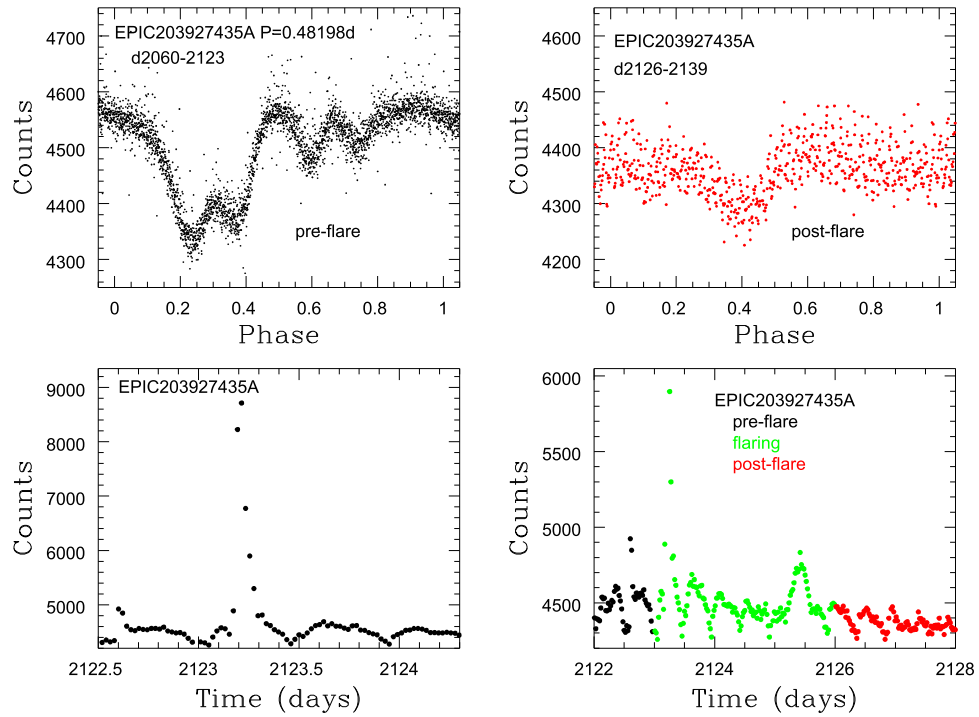 4700
4600
4500
4400
4300
Counts
EPIC203927435A P=0.48198d
d2060-2123
pre-flare
0 0.2 0.4 0.6 0.8 1
Phase
4600
4500
4400
4300
4200
Counts
EPIC203927435A
d2126-2139
post-flare
0 0.2 0.4 0.6 0.8 1
Phase
9000
8000
7000
6000
5000
Counts
EPIC203927435A
2122.5 2123 2123.5 2124
Time (days)
6000
5500
5000
4500
Counts
EPIC203927435A
pre-flare
flaring
post-flare
2122 2124 2126 2128
Time (days)